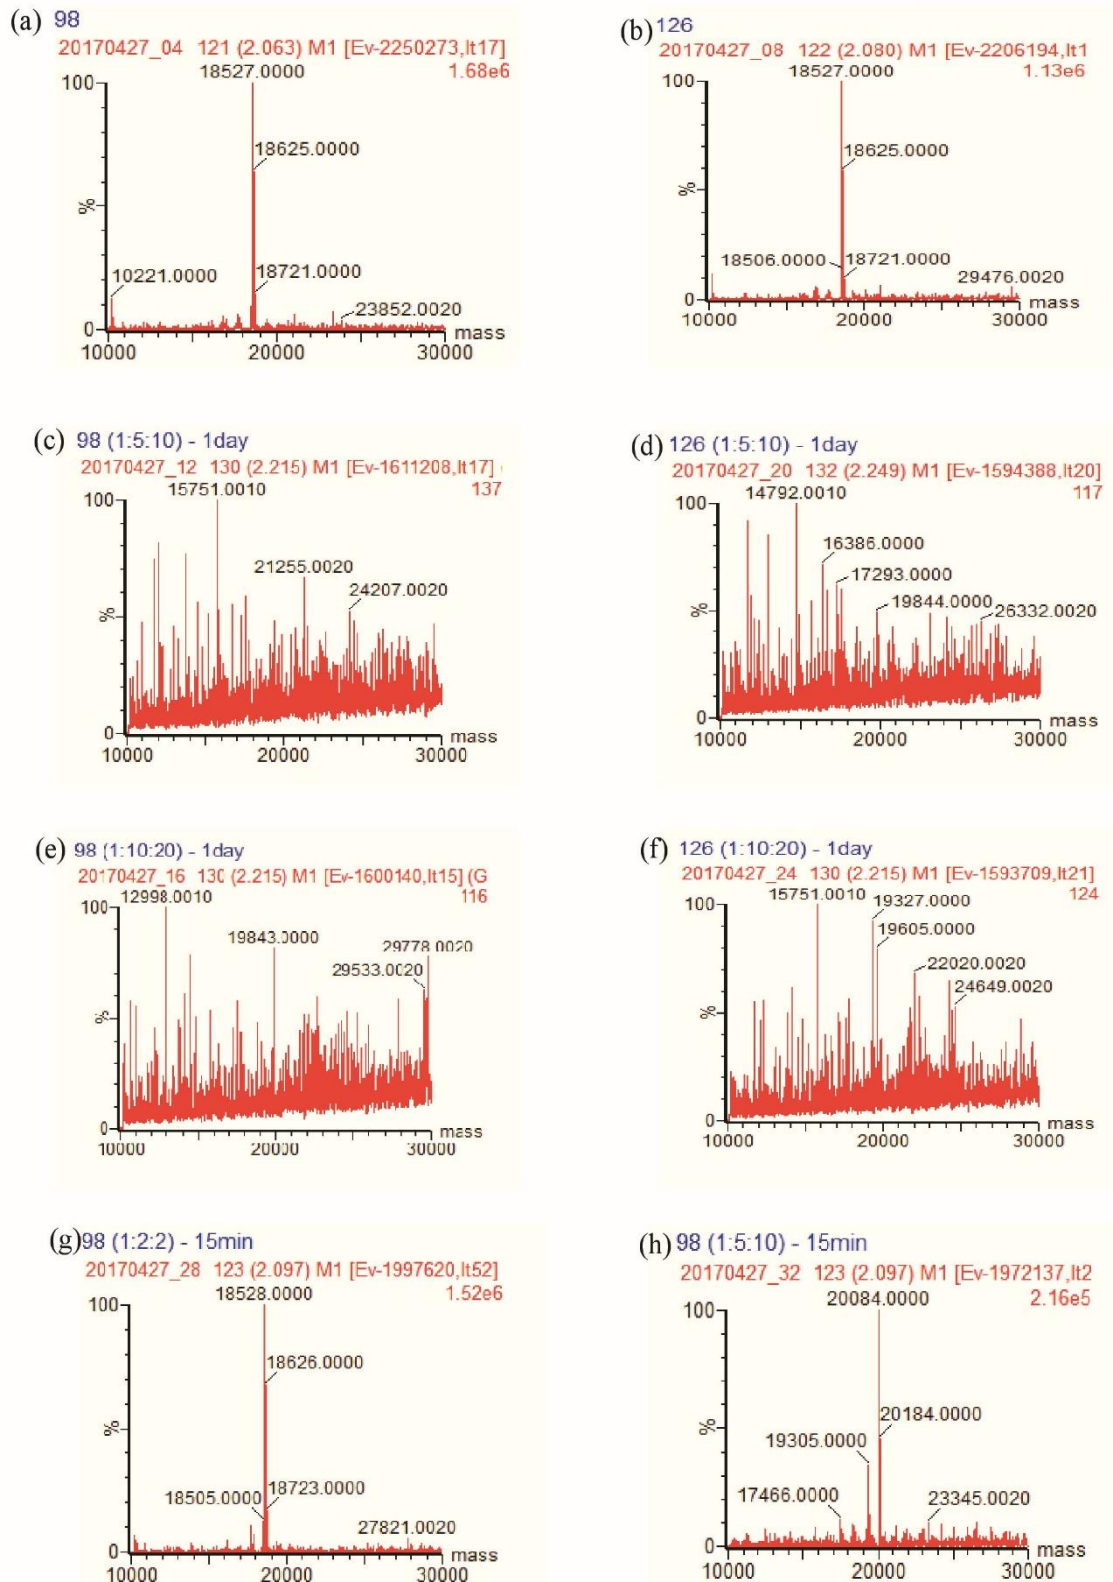 (a) 98
20170427_04 121 (2.063) M1 [Ev-2250273,It17]
18527.0000 1.68e6
100
18625.0000
%
10221.0000
18721.0000
23852.0020
0
mass
10000 20000 30000
(b) 126
20170427_08 122 (2.080) M1 [Ev-2206194,It1
18527.0000 1.13e6
100
18625.0000
%
18506.0000
18721.0000
29476.0020
0
mass
10000 20000 30000
(c) 98 (1:5:10) - 1day
20170427_12 130 (2.215) M1 [Ev-1611208,It17] (
15751.0010 137
100
21255.0020
24207.0020
%
0
mass
10000 20000 30000
(d) 126 (1:5:10) - 1day
20170427_20 132 (2.249) M1 [Ev-1594388,It20]
14792.0010 117
100
16386.0000
17293.0000
19844.0000
26332.0020
%
0
mass
10000 20000 30000
(e) 98 (1:10:20) - 1day
20170427_16 130 (2.215) M1 [Ev-1600140,It15] (G
12998.0010 116
100
19843.0000
29778.0020
29533.0020
%
0
mass
10000 20000 30000
(f) 126 (1:10:20) - 1day
20170427_24 130 (2.215) M1 [Ev-1593709,It21]
15751.0010 124
100
19327.0000
19605.0000
22020.0020
24649.0020
%
0
mass
10000 20000 30000
(g) 98 (1:2:2) - 15min
20170427_28 123 (2.097) M1 [Ev-1997620,It52]
18528.0000 1.52e6
100
18626.0000
%
18505.0000
18723.0000
27821.0020
0
mass
10000 20000 30000
(h) 98 (1:5:10) - 15min
20170427_32 123 (2.097) M1 [Ev-1972137,It2
20084.0000 2.16e5
100
20184.0000
%
19305.0000
17466.0000
23345.0020
0
mass
10000 20000 30000